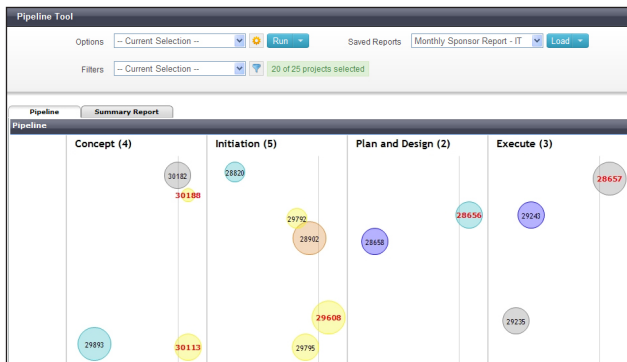 Pipeline Tool
Options -- Current Selection -- Run Saved Reports Monthly Sponsor Report - IT Load
Filters -- Current Selection -- 20 of 25 projects selected
Pipeline Summary Report
Pipeline
Concept (4) Initiation (5) Plan and Design (2) Execute (3)
30182 28820 28657
30188
29792 28656 29243
28902 28658
29608 29235
29893 30113 29795